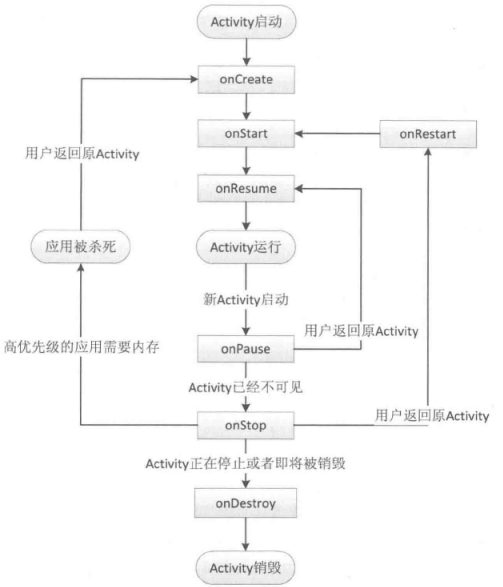 Activity启动
onCreate
onStart
onRestart
用户返回原Activity
onResume
应用被杀死
Activity运行
新Activity启动
用户返回原Activity
高优先级的应用需要内存
onPause
Activity已经不可见
用户返回原Activity
onStop
Activity正在停止或者即将被销毁
onDestroy
Activity销毁